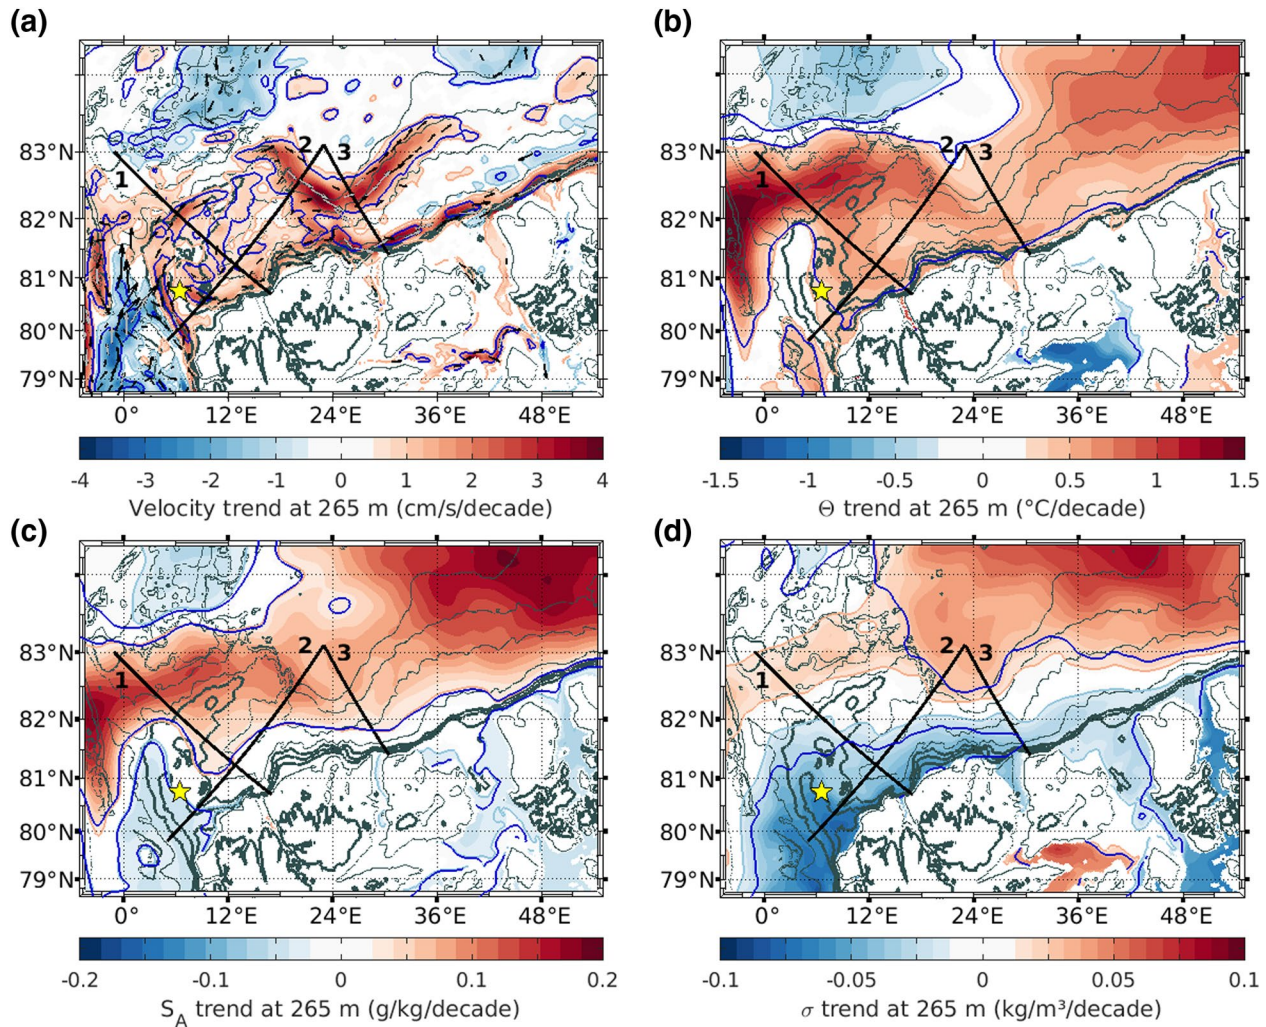 (a)
(b)
83°N
82°N
81°N
80°N
79°N
1
2
3
0°
12°E
24°E
36°E
48°E
83°N
82°N
81°N
80°N
79°N
1
2
3
0°
12°E
24°E
36°E
48°E
-4 -3 -2 -1 0 1 2 3 4
Velocity trend at 265 m (cm/s/decade)
-1.5 -1 -0.5 0 0.5 1 1.5
Θ trend at 265 m (°C/decade)
(c)
(d)
83°N
82°N
81°N
80°N
79°N
1
2
3
0°
12°E
24°E
36°E
48°E
83°N
82°N
81°N
80°N
79°N
1
2
3
0°
12°E
24°E
36°E
48°E
-0.2 -0.1 0 0.1 0.2
S_A trend at 265 m (g/kg/decade)
-0.1 -0.05 0 0.05 0.1
σ trend at 265 m (kg/m³/decade)